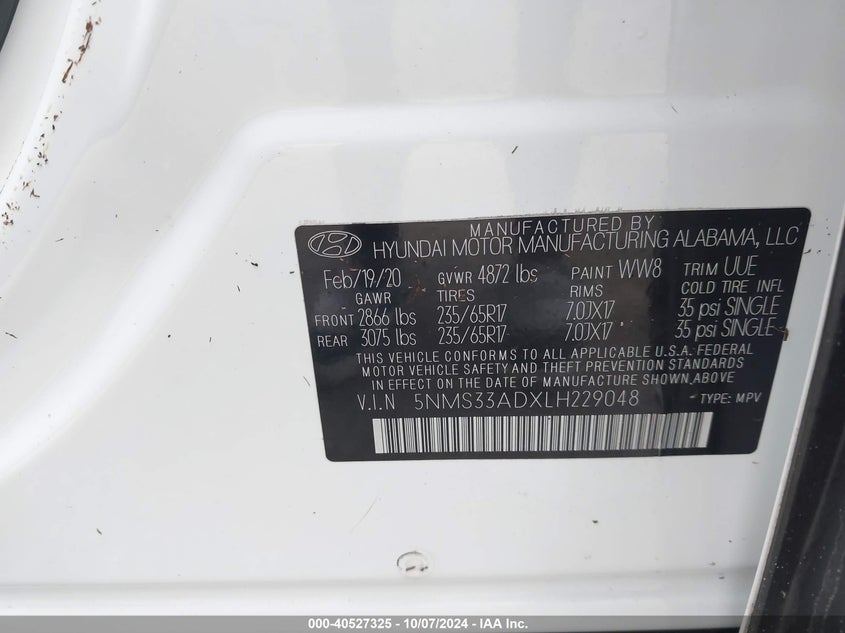 MANUFACTURED BY
HYUNDAI MOTOR MANUFACTURING ALABAMA, LLC
Feb/19/20 GVWR 4872 lbs PAINT WW8 TRIM UUE
GAWR TIRES RIMS COLD TIRE INFL
FRONT 2866 lbs 235/65R17 7.0JX17 35 psi SINGLE
REAR 3075 lbs 235/65R17 7.0JX17 35 psi SINGLE
THIS VEHICLE CONFORMS TO ALL APPLICABLE U.S.A. FEDERAL
MOTOR VEHICLE SAFETY AND THEFT PREVENTION STANDARDS
IN EFFECT ON THE DATE OF MANUFACTURE SHOWN ABOVE
V.I.N 5NMS33ADXLH229048 TYPE: MPV
000-40527325 - 10/07/2024 - IAA Inc.